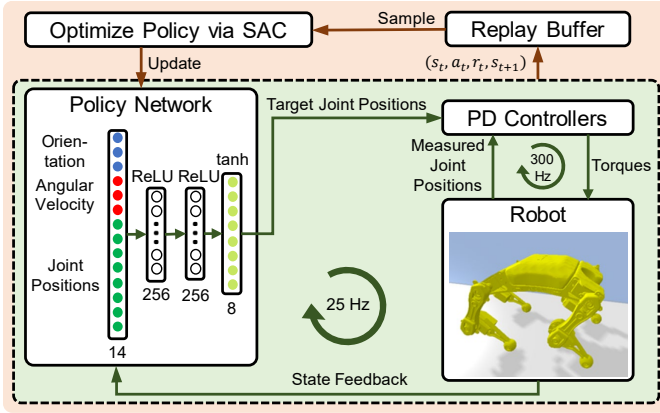 Optimize Policy via SAC
Sample
Replay Buffer
Update
(s_t, a_t, r_t, s_{t+1})
Policy Network
Target Joint Positions
PD Controllers
Orien-
tation
Angular
Velocity
Joint
Positions
ReLU
ReLU
tanh
256
256
8
14
Measured
Joint
Positions
300
Hz
Torques
Robot
25 Hz
State Feedback